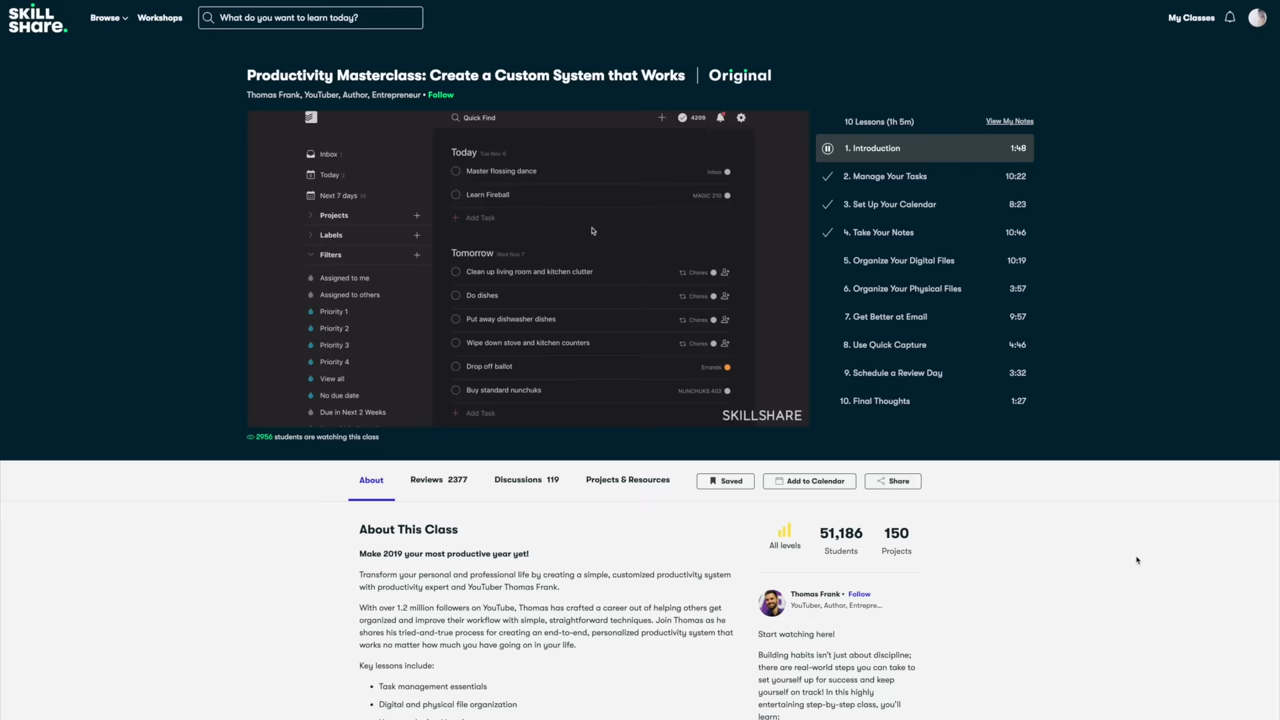 SKILL
SHARE.
Browse
Workshops
What do you want to learn today?
My Classes
Productivity Masterclass: Create a Custom System that Works | Original
Thomas Frank, YouTuber, Author, Entrepreneur • Follow
Quick Find
4209
Inbox 1
Today 2
Next 7 days
Projects
Labels
Filters
Assigned to me
Assigned to others
Priority 1
Priority 2
Priority 3
Priority 4
View all
No due date
Due in Next 2 Weeks
Today Tue Nov 6
Master flossing dance Inbox
Learn Fireball MAGIC 210
Add Task
Tomorrow Wed Nov 7
Clean up living room and kitchen clutter Chores
Do dishes Chores
Put away dishwasher dishes Chores
Wipe down stove and kitchen counters Chores
Drop off ballot Errands
Buy standard nunchuks NUNCHUKS 403
Add Task
SKILLSHARE
10 Lessons (1h 5m) View My Notes
1. Introduction 1:48
2. Manage Your Tasks 10:22
3. Set Up Your Calendar 8:23
4. Take Your Notes 10:46
5. Organize Your Digital Files 10:19
6. Organize Your Physical Files 3:57
7. Get Better at Email 9:57
8. Use Quick Capture 4:46
9. Schedule a Review Day 3:32
10. Final Thoughts 1:27
2956 students are watching this class
About
Reviews 2377
Discussions 119
Projects & Resources
Saved
Add to Calendar
Share
About This Class
Make 2019 your most productive year yet!
Transform your personal and professional life by creating a simple, customized productivity system
with productivity expert and YouTuber Thomas Frank.
With over 1.2 million followers on YouTube, Thomas has crafted a career out of helping others get
organized and improve their workflow with simple, straightforward techniques. Join Thomas as he
shares his tried-and-true process for creating an end-to-end, personalized productivity system that
works no matter how much you have going on in your life.
Key lessons include:
• Task management essentials
• Digital and physical file organization
All levels
51,186
Students
150
Projects
Thomas Frank • Follow
YouTuber, Author, Entrepre...
Start watching here!
Building habits isn't just about discipline;
there are real-world steps you can take to
set yourself up for success and keep
yourself on track! In this highly
entertaining step-by-step class, you'll
learn: